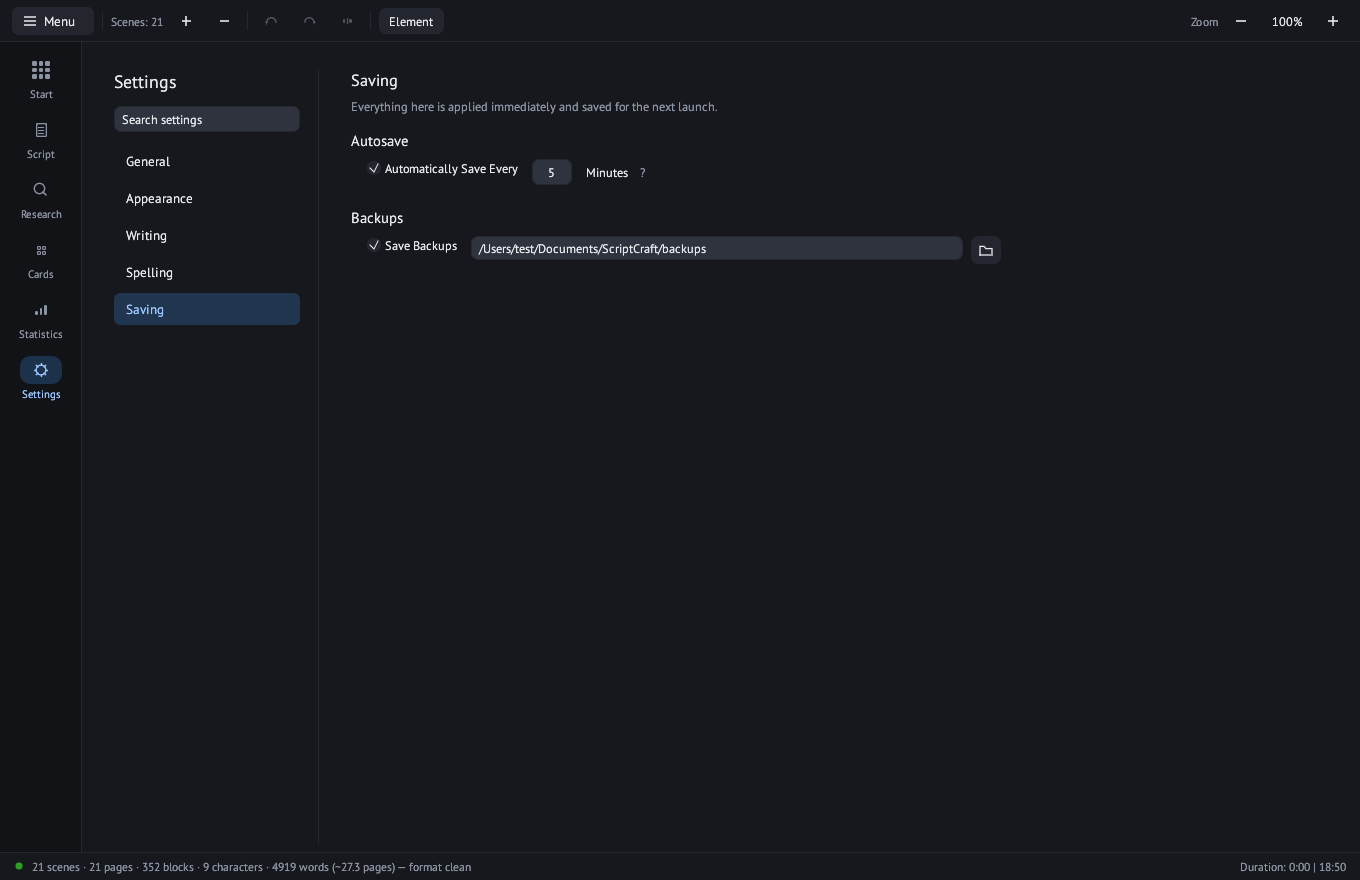 Menu
Scenes: 21
Element
Zoom
100%
Start
Script
Research
Cards
Statistics
Settings
Settings
Search settings
General
Appearance
Writing
Spelling
Saving
Saving
Everything here is applied immediately and saved for the next launch.
Autosave
Automatically Save Every 5 Minutes ?
Backups
Save Backups /Users/test/Documents/ScriptCraft/backups
21 scenes · 21 pages · 352 blocks · 9 characters · 4919 words (~27.3 pages) — format clean
Duration: 0:00 | 18:50